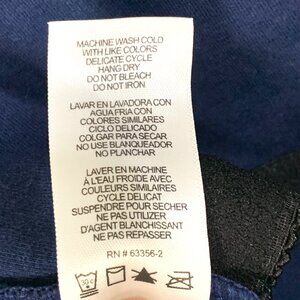 MACHINE WASH COLD
WITH LIKE COLORS
DELICATE CYCLE
HANG DRY
DO NOT BLEACH
DO NOT IRON
LAVAR EN LAVADORA CON
AGUA FRIA CON
COLORES SIMILARES
CICLO DELICADO
COLGAR PARA SECAR
NO USE BLANQUEADOR
NO PLANCHAR
LAVER EN MACHINE
À L'EAU FROIDE AVEC
COULEURS SIMILAIRES
CYCLE DELICAT
SUSPENDRE POUR SECHER
NE PAS UTILIZER
D'AGENT BLANCHISSANT
NE PAS REPASSER
RN # 63356-2